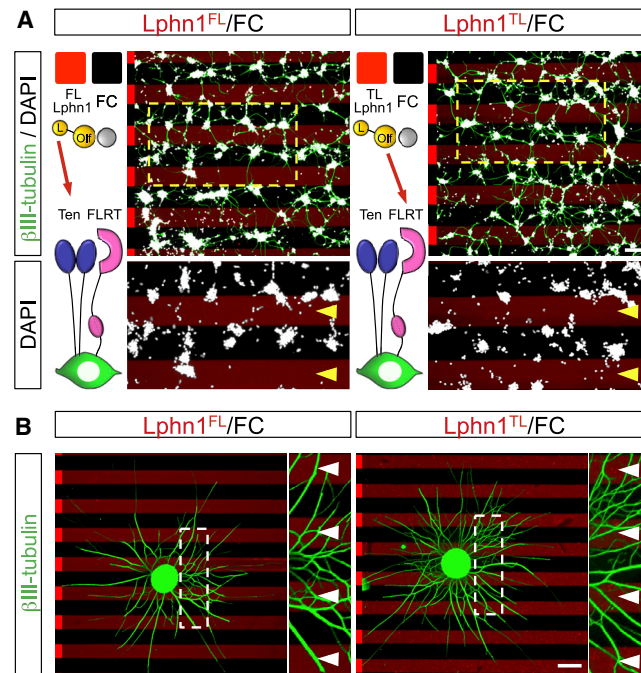 A
Lphn1FL/FC
Lphn1TL/FC
βIII-tubulin / DAPI
FL
Lphn1 FC
L
Olf
Ten FLRT
TL
Lphn1 FC
L
Olf
Ten FLRT
DAPI
B
Lphn1FL/FC
Lphn1TL/FC
βIII-tubulin